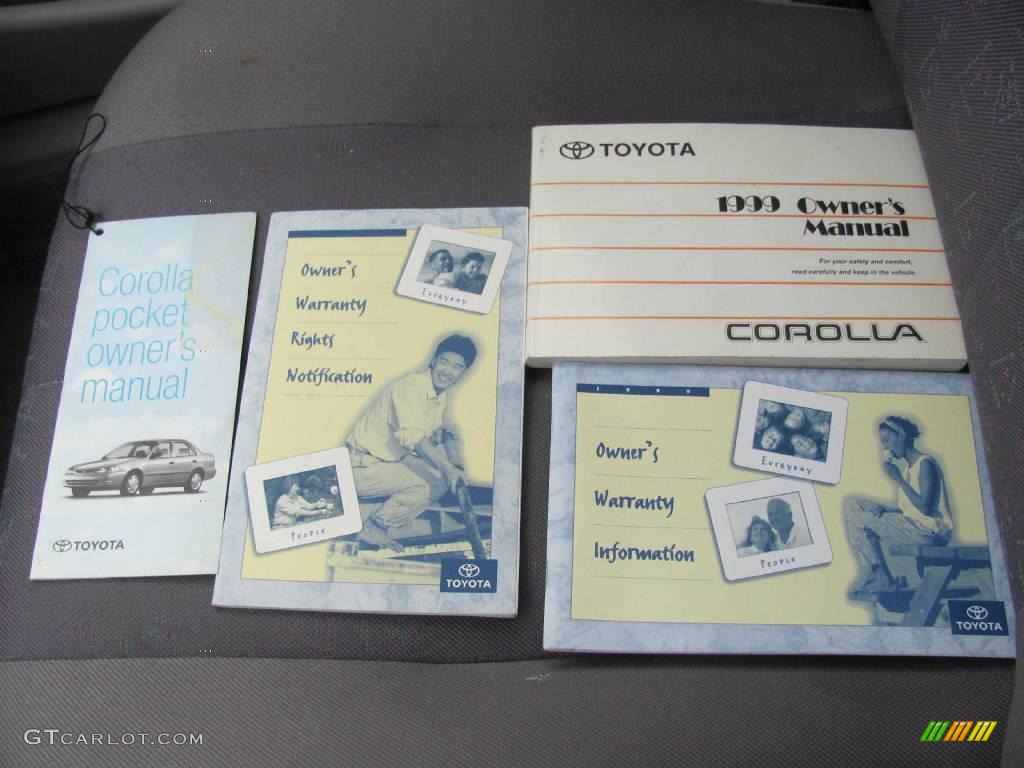 Corolla
pocket
owner's
manual
TOYOTA
Owner's
Warranty
Rights
Notification
EVERYDAY
PEOPLE
TOYOTA
TOYOTA
1999 Owner's
Manual
For your safety and comfort,
read carefully and keep in the vehicle.
COROLLA
1999
Owner's
Warranty
Information
EVERYDAY
PEOPLE
TOYOTA
GTCARLOT.COM